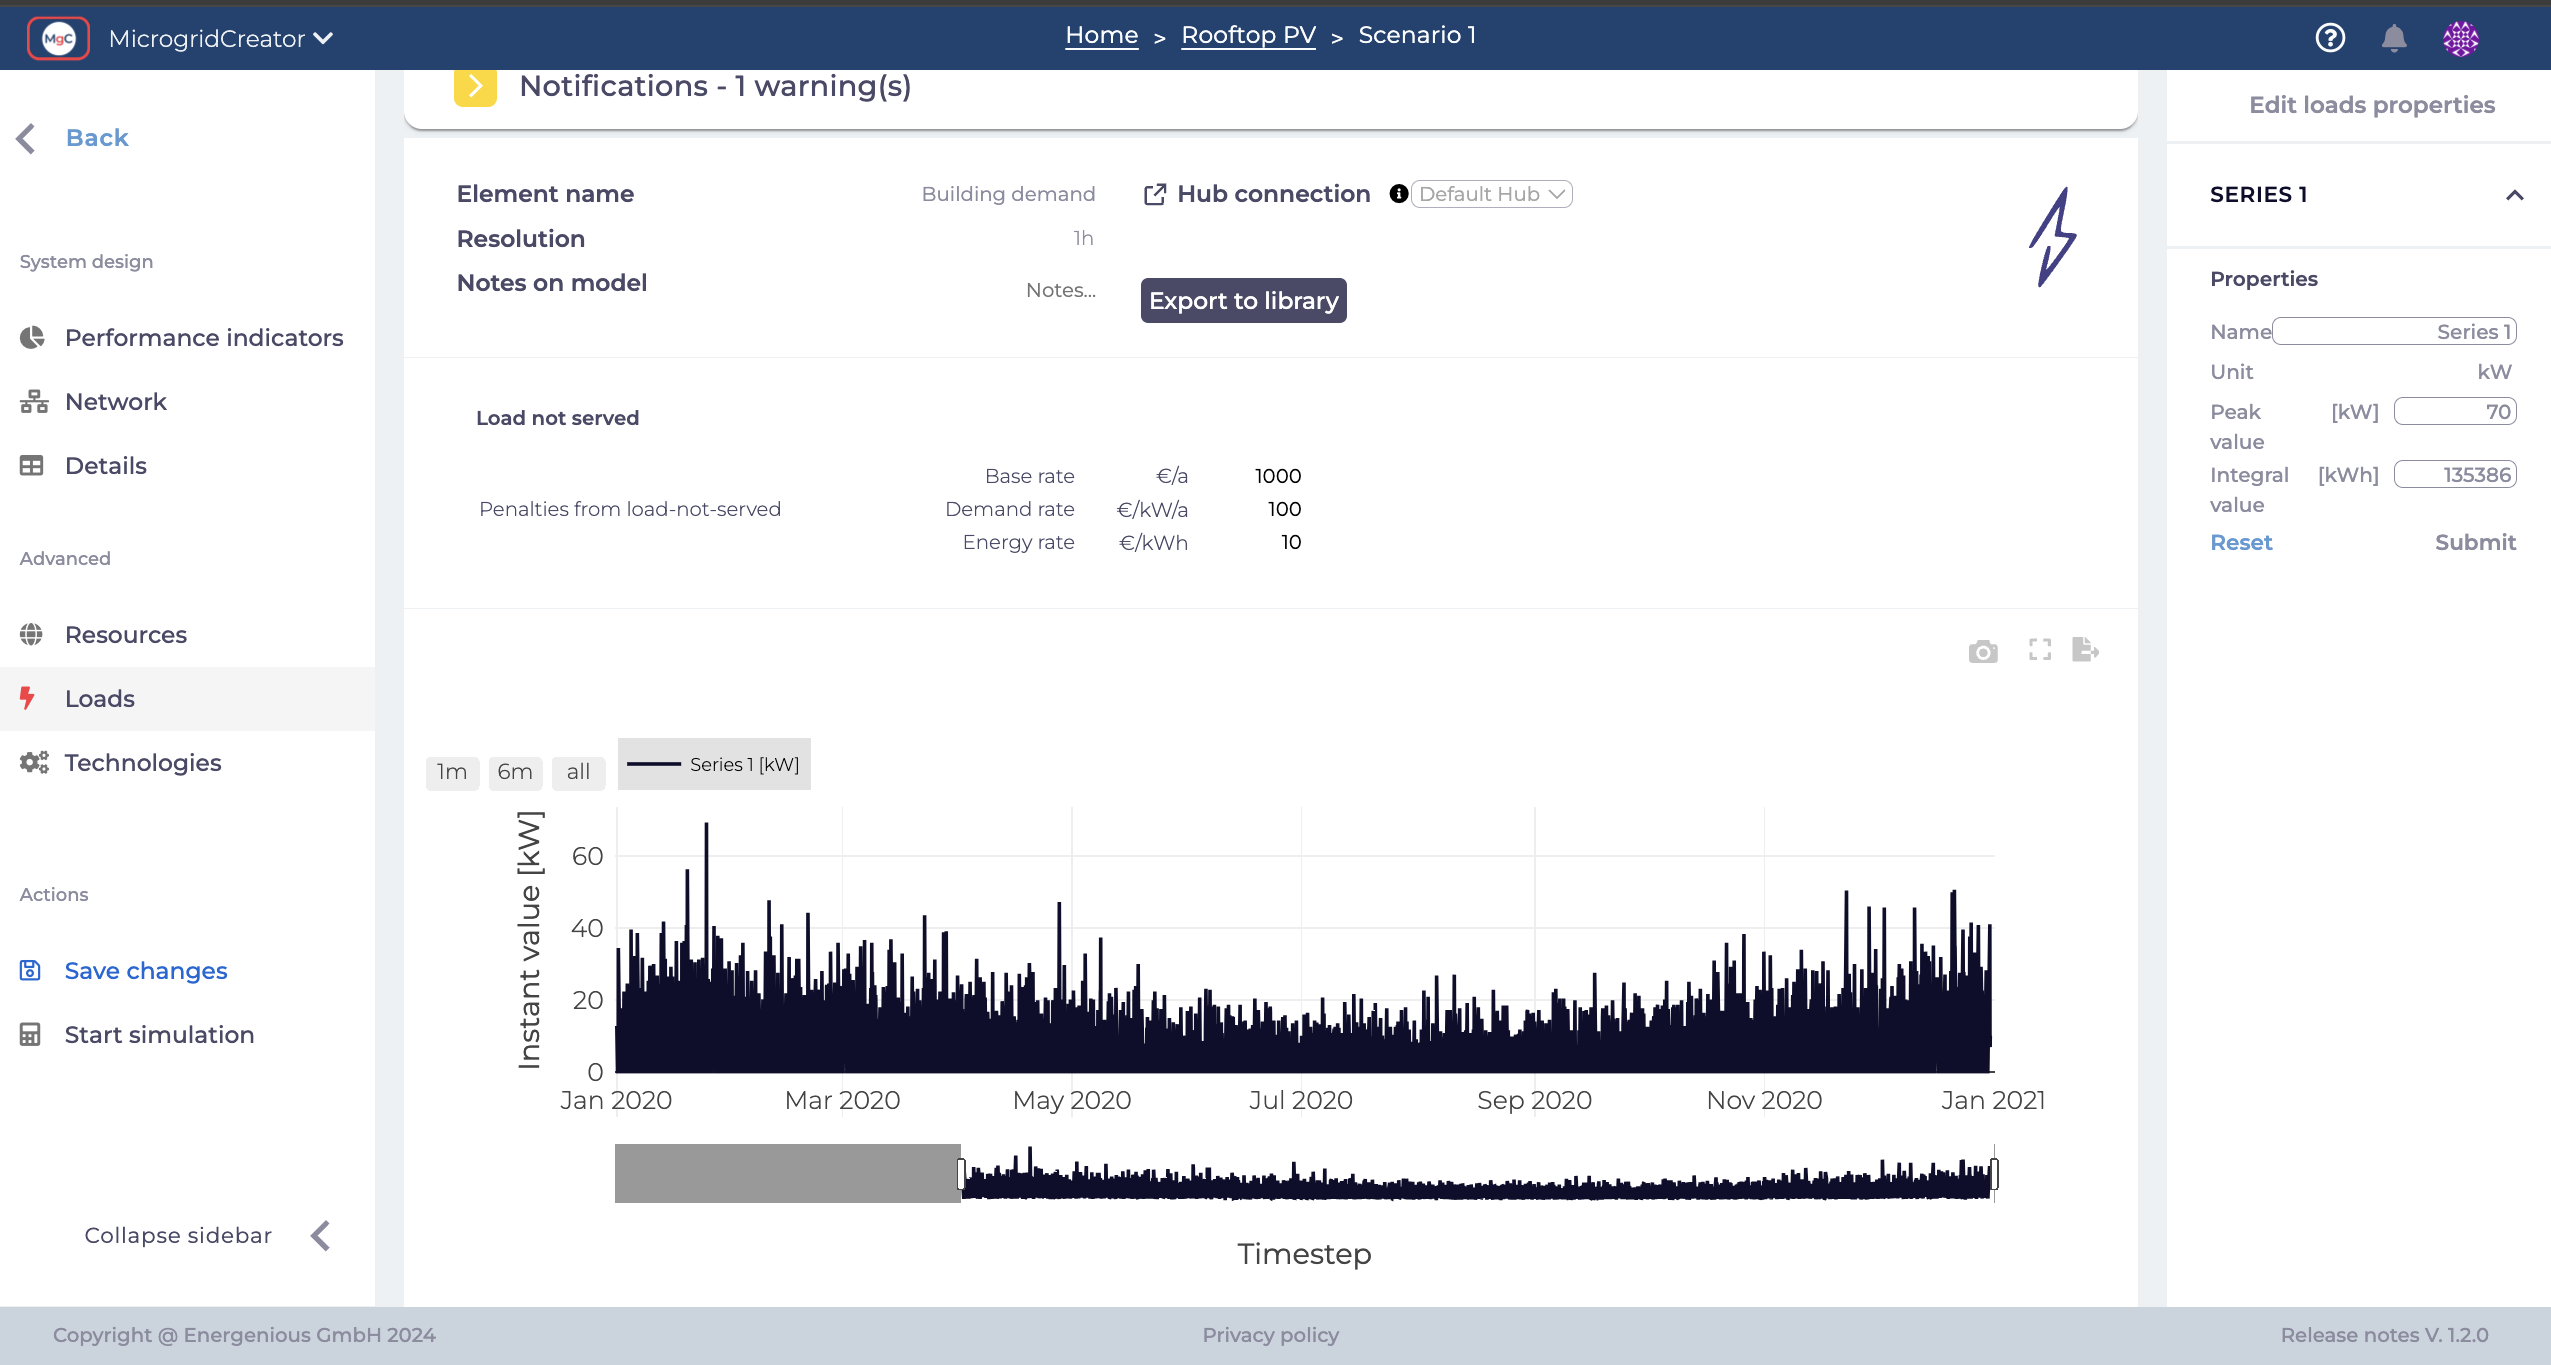 MgC MicrogridCreator
Home > Rooftop PV > Scenario 1
Notifications - 1 warning(s)
Edit loads properties
Back
System design
Performance indicators
Network
Details
Advanced
Resources
Loads
Technologies
Actions
Save changes
Start simulation
Collapse sidebar
Element name Building demand
Resolution 1h
Notes on model Notes...
Hub connection Default Hub
Export to library
Load not served
Penalties from load-not-served
Base rate €/a 1000
Demand rate €/kW/a 100
Energy rate €/kWh 10
1m 6m all
Series 1 [kW]
Instant value [kW]
60
40
20
0
Jan 2020 Mar 2020 May 2020 Jul 2020 Sep 2020 Nov 2020 Jan 2021
Timestep
SERIES 1
Properties
Name Series 1
Unit kW
Peak value [kW] 70
Integral value [kWh] 135386
Reset Submit
Copyright @ Energenious GmbH 2024
Privacy policy
Release notes V. 1.2.0